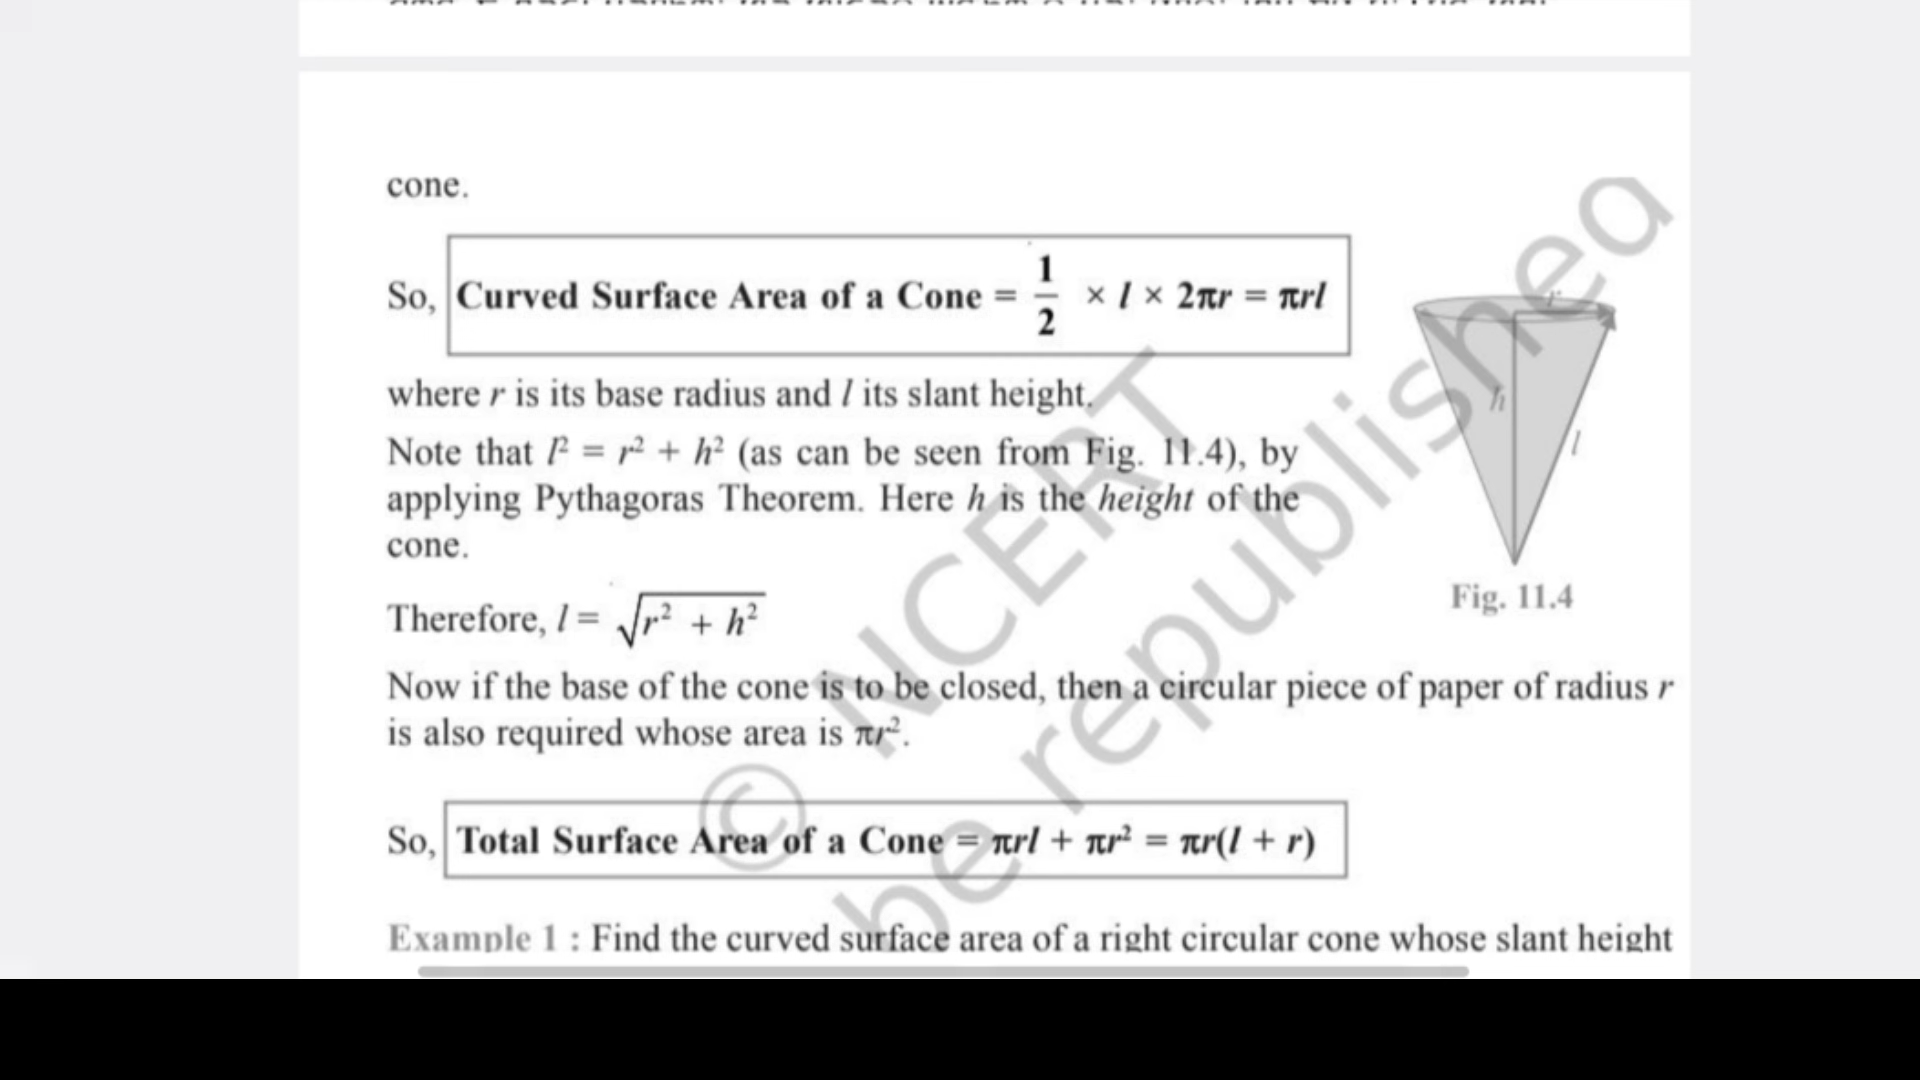 cone.
So, Curved Surface Area of a Cone = 1/2 × l × 2πr = πrl
where r is its base radius and l its slant height.
Note that l² = r² + h² (as can be seen from Fig. 11.4), by
applying Pythagoras Theorem. Here h is the height of the
cone.
r
h
l
Fig. 11.4
Therefore, l = √(r² + h²)
Now if the base of the cone is to be closed, then a circular piece of paper of radius r
is also required whose area is πr².
So, Total Surface Area of a Cone = πrl + πr² = πr(l + r)
Example 1 : Find the curved surface area of a right circular cone whose slant height
© NCERT
be republished